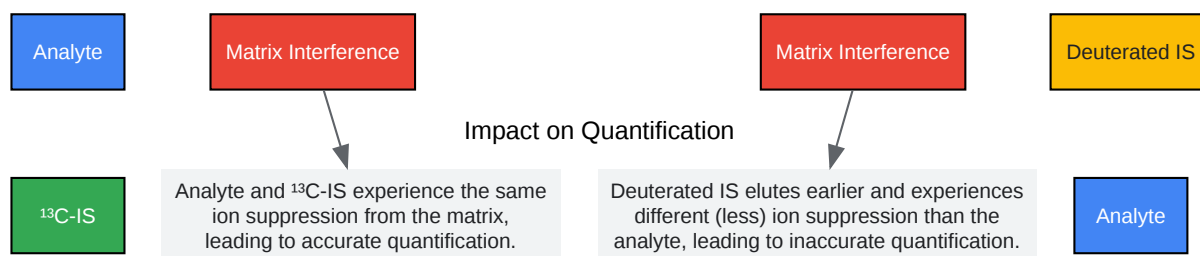 Analyte
Matrix Interference
Matrix Interference
Deuterated IS
Impact on Quantification
¹³C-IS
Analyte and ¹³C-IS experience the same
ion suppression from the matrix,
leading to accurate quantification.
Deuterated IS elutes earlier and experiences
different (less) ion suppression than the
analyte, leading to inaccurate quantification.
Analyte